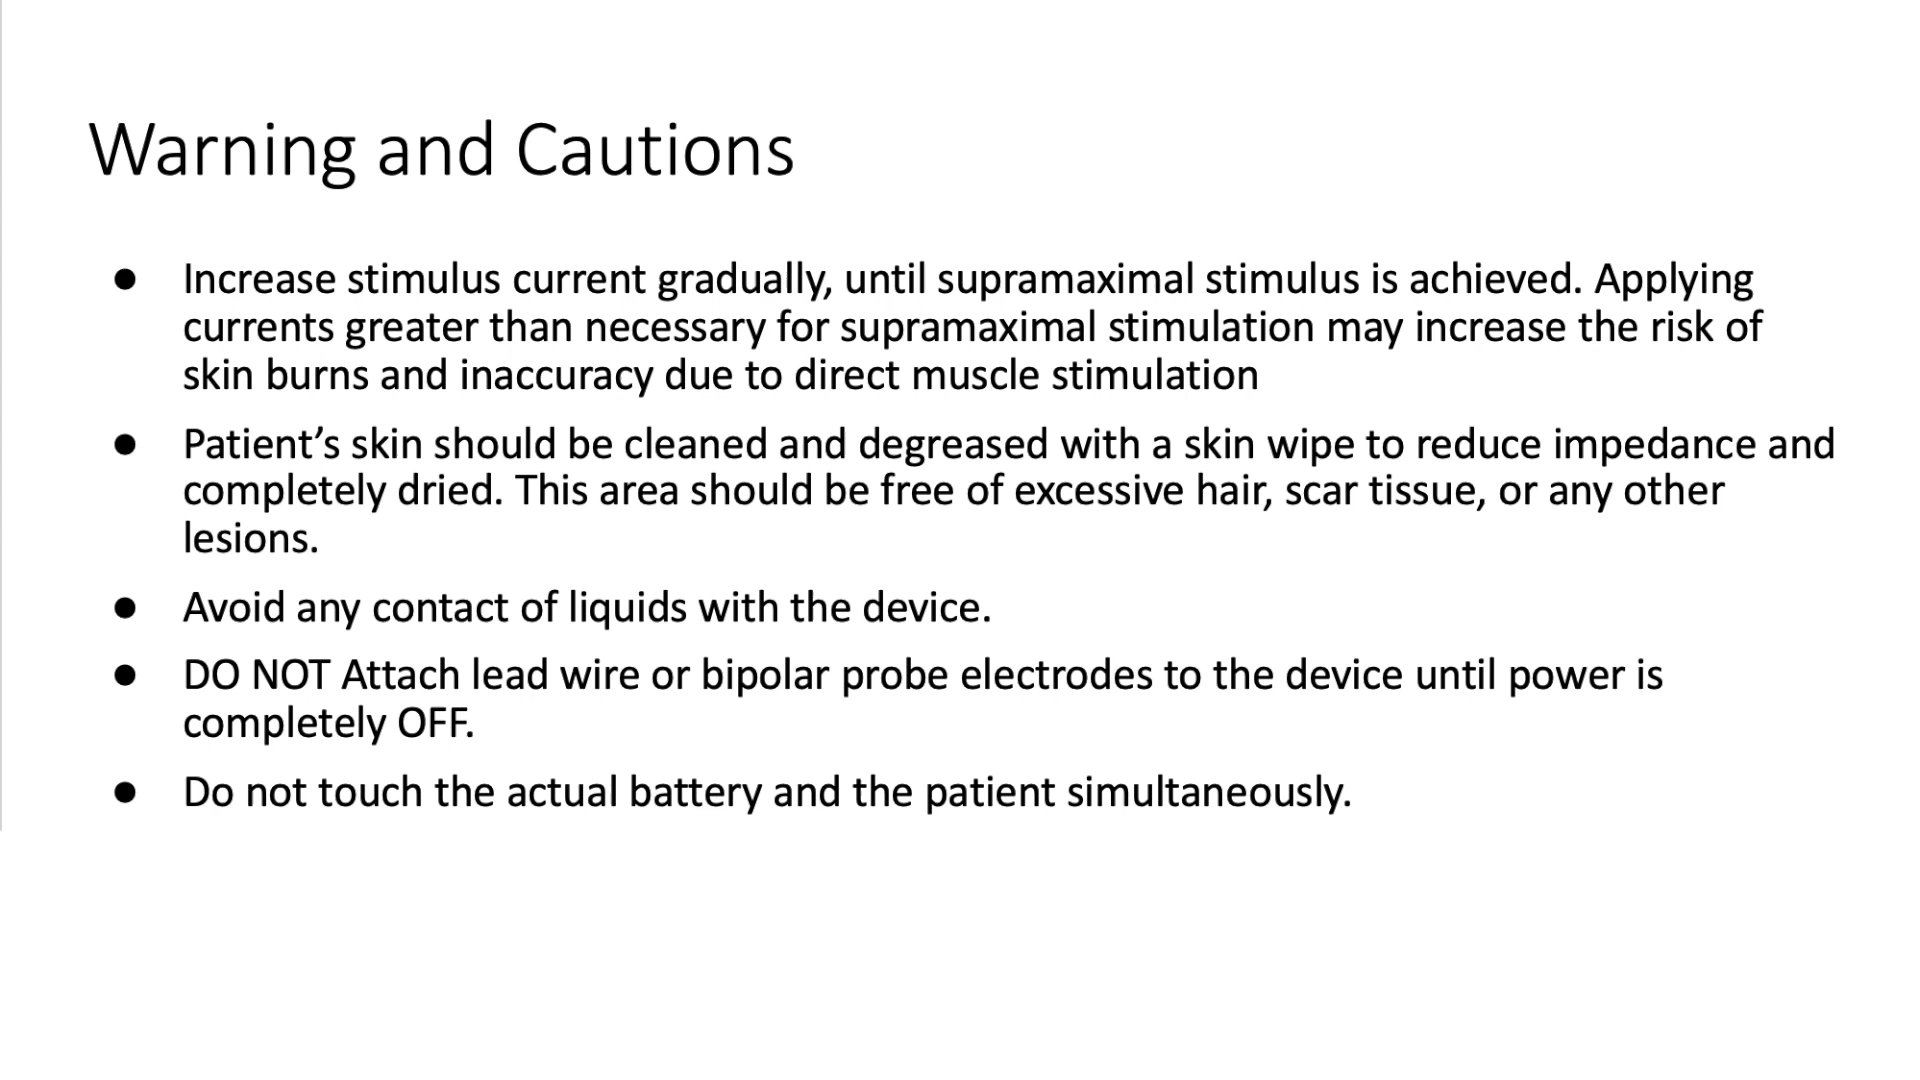 Warning and Cautions
● Increase stimulus current gradually, until supramaximal stimulus is achieved. Applying
currents greater than necessary for supramaximal stimulation may increase the risk of
skin burns and inaccuracy due to direct muscle stimulation
● Patient’s skin should be cleaned and degreased with a skin wipe to reduce impedance and
completely dried. This area should be free of excessive hair, scar tissue, or any other
lesions.
● Avoid any contact of liquids with the device.
● DO NOT Attach lead wire or bipolar probe electrodes to the device until power is
completely OFF.
● Do not touch the actual battery and the patient simultaneously.